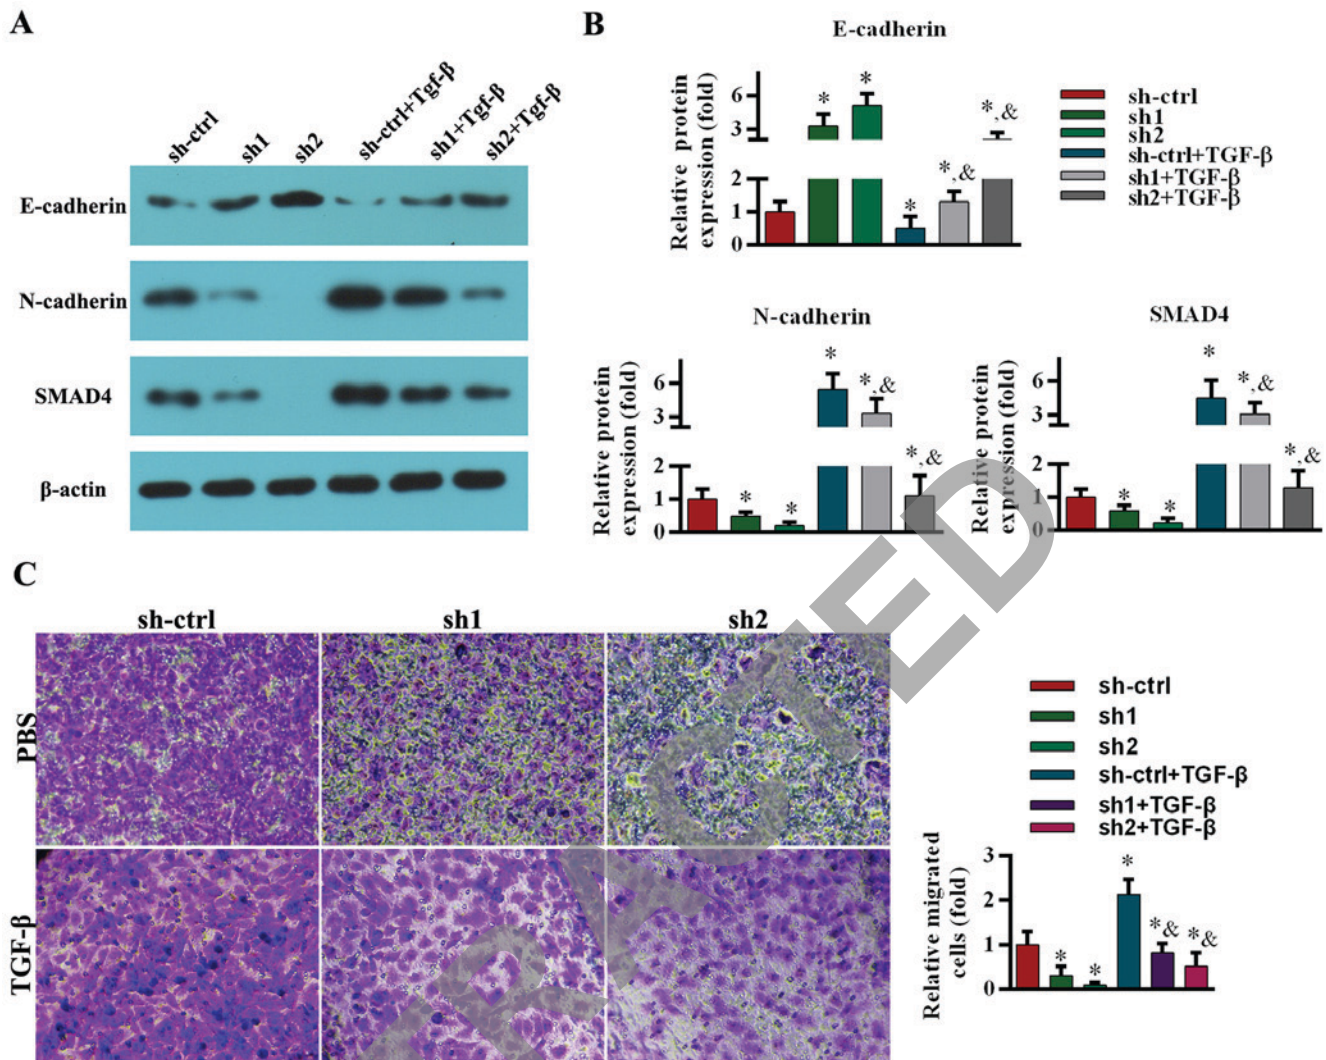 A
sh-ctrl
sh1
sh2
sh-ctrl+Tgf-β
sh1+Tgf-β
sh2+Tgf-β
E-cadherin
N-cadherin
SMAD4
β-actin
B
E-cadherin
Relative protein
expression (fold)
6
3
2
1
0
*
*
*
*,&
*,&
sh-ctrl
sh1
sh2
sh-ctrl+TGF-β
sh1+TGF-β
sh2+TGF-β
N-cadherin
Relative protein
expression (fold)
6
3
2
1
0
*
*
*
*,&
*,&
SMAD4
Relative protein
expression (fold)
6
3
2
1
0
*
*
*
*,&
*,&
C
sh-ctrl
sh1
sh2
PBS
TGF-β
sh-ctrl
sh1
sh2
sh-ctrl+TGF-β
sh1+TGF-β
sh2+TGF-β
Relative migrated
cells (fold)
3
2
1
0
*
*
*
*&
*&
RACTED